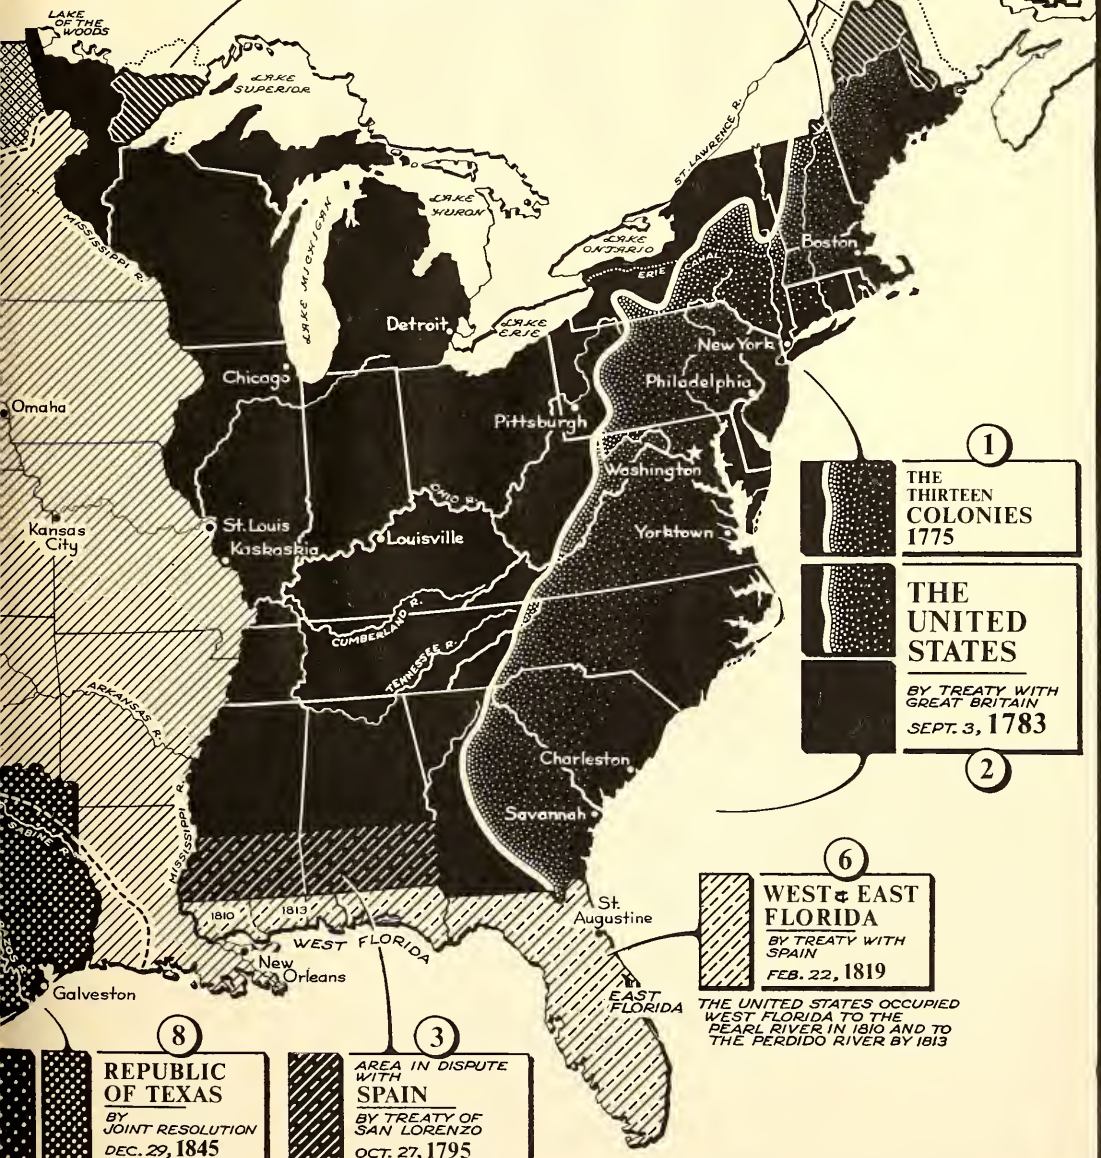 LAKE
OF THE
WOODS
LAKE
SUPERIOR
ST. LAWRENCE R.
LAKE
HURON
LAKE MICHIGAN
LAKE
ONTARIO
MISSISSIPPI R.
ERIE CANAL
Boston
Detroit
LAKE
ERIE
New York
Chicago
Philadelphia
Omaha
Pittsburgh
Washington
1
THE
THIRTEEN
COLONIES
1775
OHIO R.
Kansas
City
St. Louis
Louisville
Yorktown
Kaskaskia
THE
UNITED
STATES
BY TREATY WITH
GREAT BRITAIN
SEPT. 3, 1783
2
CUMBERLAND R.
TENNESSEE R.
ARKANSAS R.
Charleston
Savannah
SABINE R.
MISSISSIPPI R.
6
WEST & EAST
FLORIDA
BY TREATY WITH
SPAIN
FEB. 22, 1819
1810
1813
St.
Augustine
WEST FLORIDA
New
Orleans
Galveston
EAST
FLORIDA
THE UNITED STATES OCCUPIED
WEST FLORIDA TO THE
PEARL RIVER IN 1810 AND TO
THE PERDIDO RIVER BY 1813
8
REPUBLIC
OF TEXAS
BY
JOINT RESOLUTION
DEC. 29, 1845
3
AREA IN DISPUTE
WITH
SPAIN
BY TREATY OF
SAN LORENZO
OCT. 27, 1795